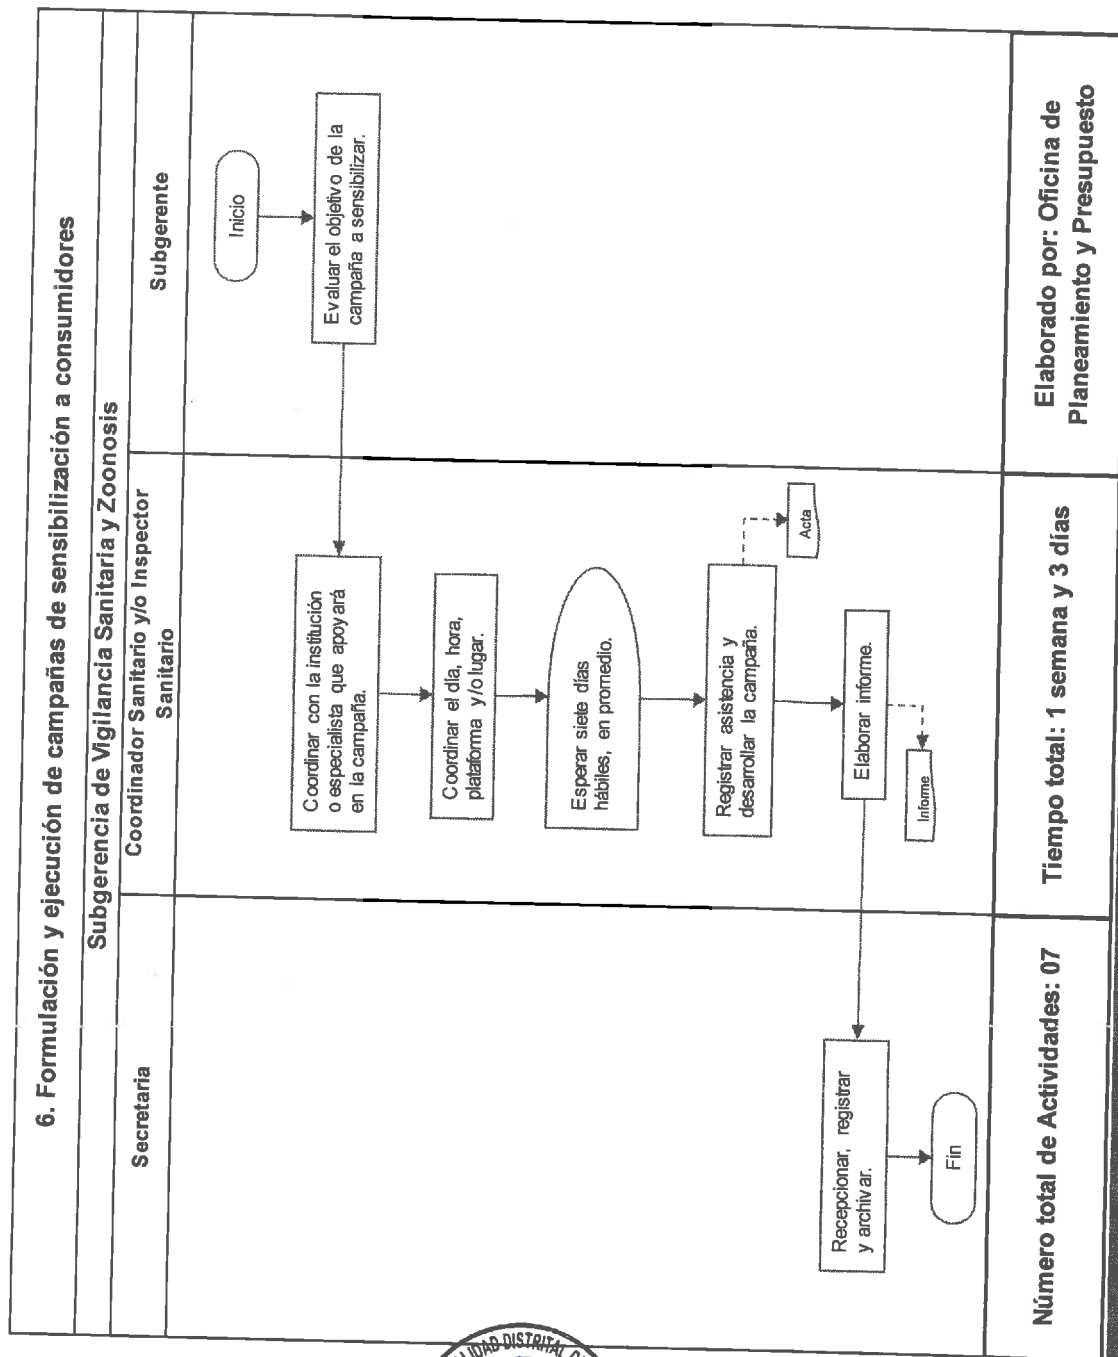 6. Formulación y ejecución de campañas de sensibilización a consumidores
Subgerencia de Vigilancia Sanitaria y Zoonosis
Secretaria
Coordinador Sanitario y/o Inspector
Sanitario
Subgerente
Inicio
Evaluar el objetivo de la
campaña a sensibilizar.
Coordinar con la institución
o especialista que apoyará
en la campaña.
Coordinar el día, hora,
plataforma y/o lugar.
Esperar siete días
hábiles, en promedio.
Registrar asistencia y
desarrollar la campaña.
Acta
Elaborar informe.
Informe
Recepcionar, registrar
y archivar.
Fin
Número total de Actividades: 07
Tiempo total: 1 semana y 3 días
Elaborado por: Oficina de
Planeamiento y Presupuesto
DISTRITAL